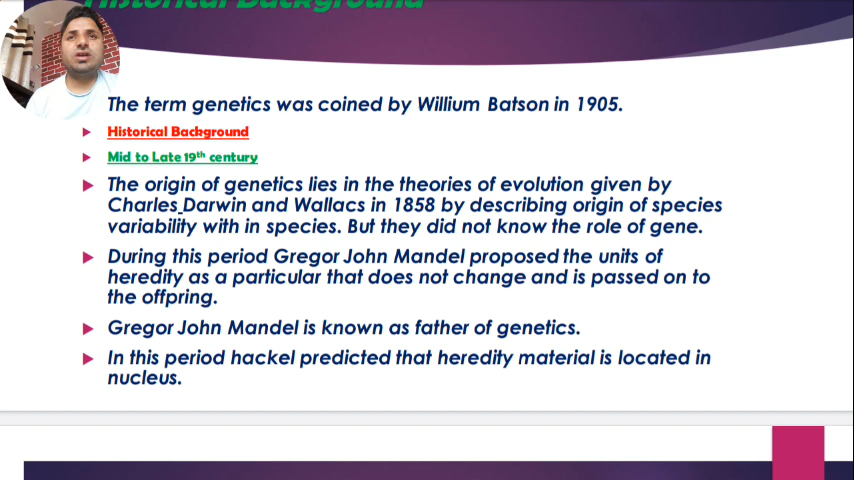 Historical Background
The term genetics was coined by Willium Batson in 1905.
Historical Background
Mid to Late 19th century
The origin of genetics lies in the theories of evolution given by
Charles Darwin and Wallacs in 1858 by describing origin of species
variability with in species. But they did not know the role of gene.
During this period Gregor John Mandel proposed the units of
heredity as a particular that does not change and is passed on to
the offpring.
Gregor John Mandel is known as father of genetics.
In this period hackel predicted that heredity material is located in
nucleus.